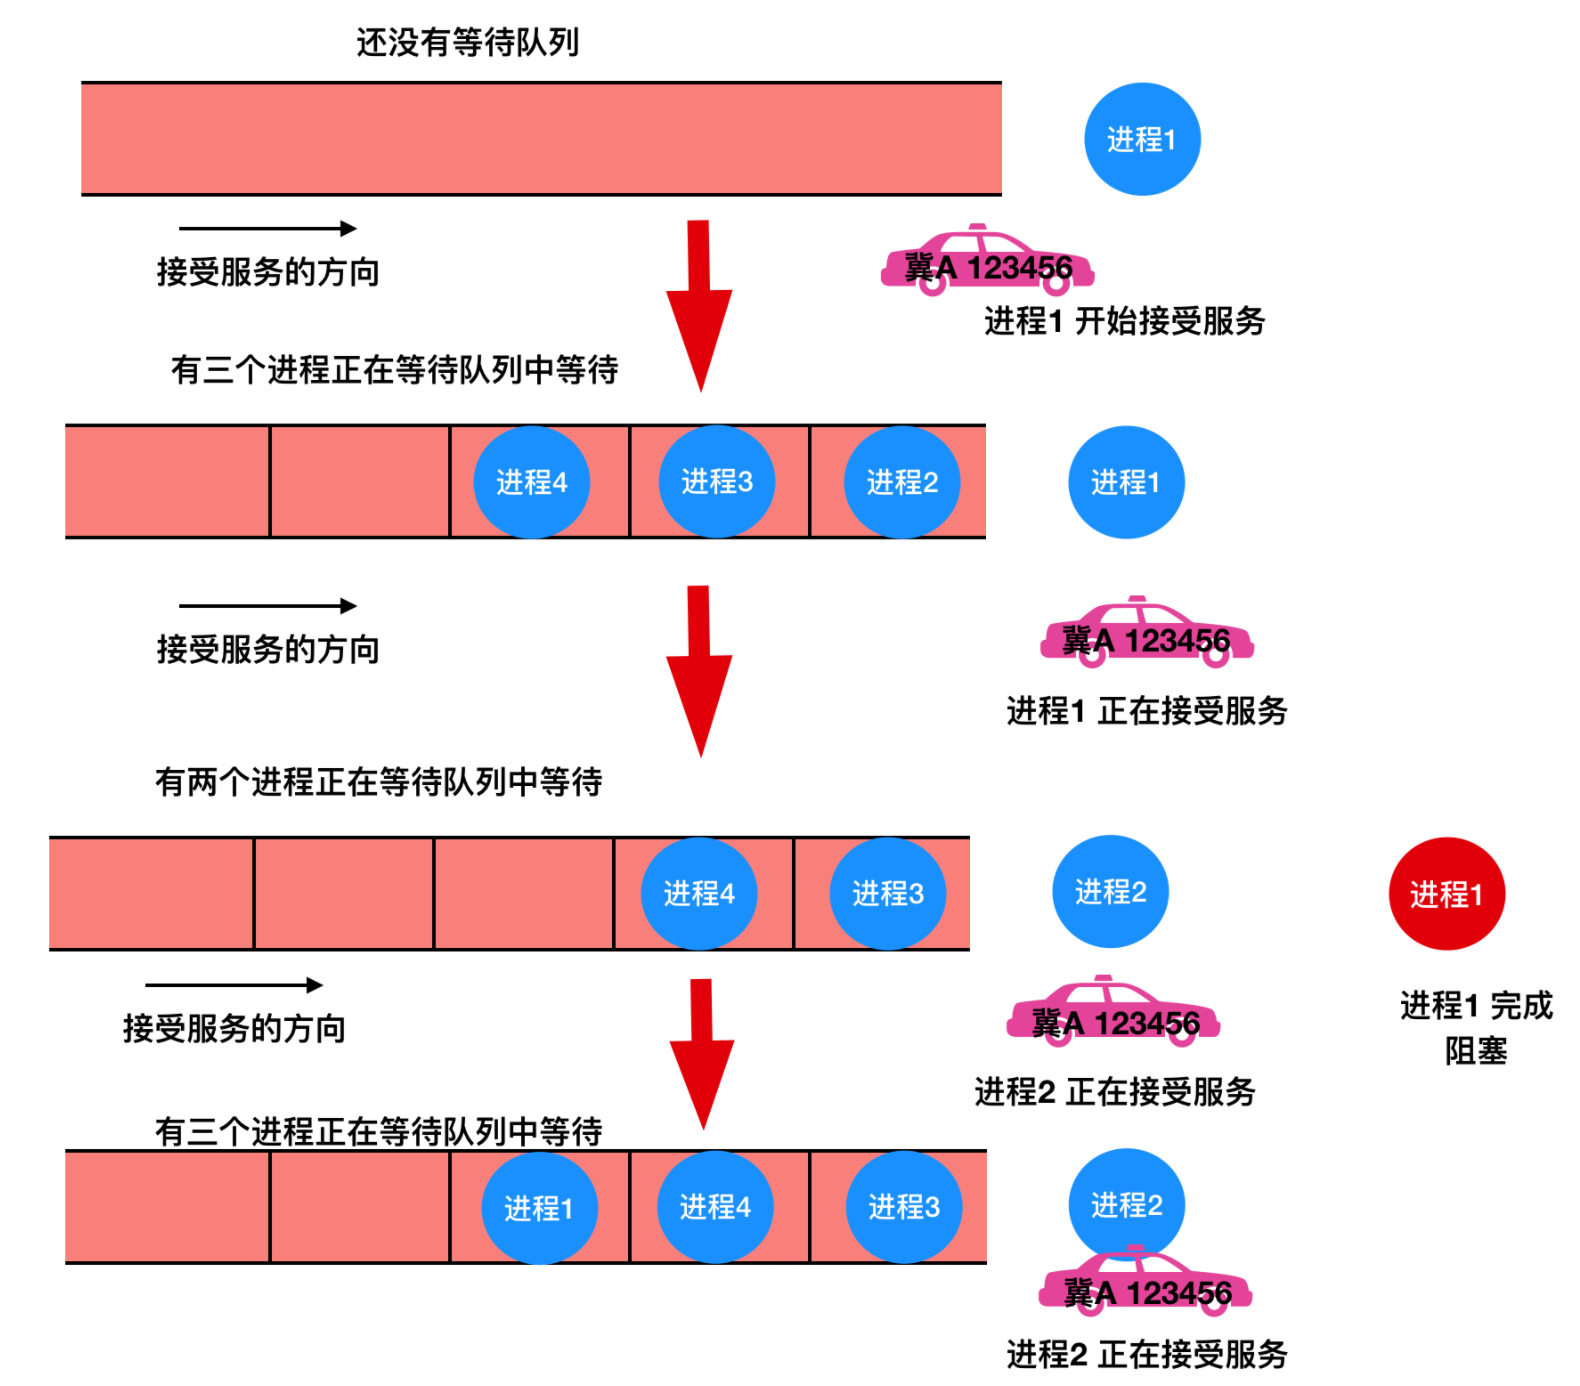 还没有等待队列
进程1
接受服务的方向
冀A 123456
进程1 开始接受服务
有三个进程正在等待队列中等待
进程4
进程3
进程2
进程1
接受服务的方向
冀A 123456
进程1 正在接受服务
有两个进程正在等待队列中等待
进程4
进程3
进程2
进程1
接受服务的方向
冀A 123456
进程1 完成
阻塞
进程2 正在接受服务
有三个进程正在等待队列中等待
进程1
进程4
进程3
进程2
冀A 123456
进程2 正在接受服务